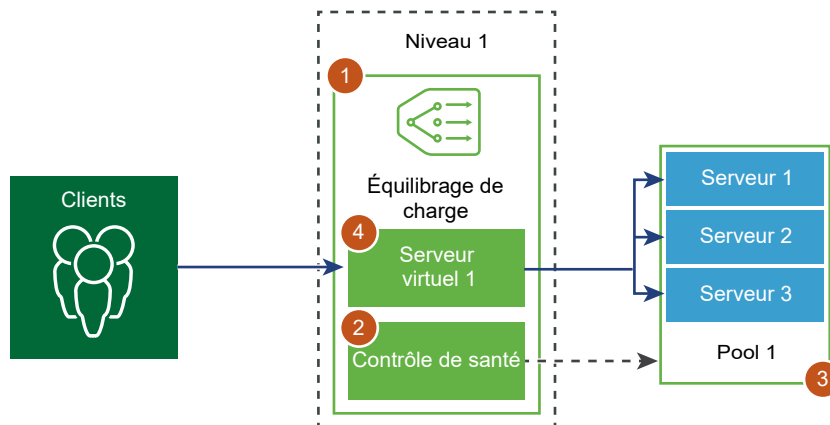 Niveau 1
1
Équilibrage de
charge
Clients
4
Serveur
virtuel 1
2
Contrôle de santé
Serveur 1
Serveur 2
Serveur 3
Pool 1
3